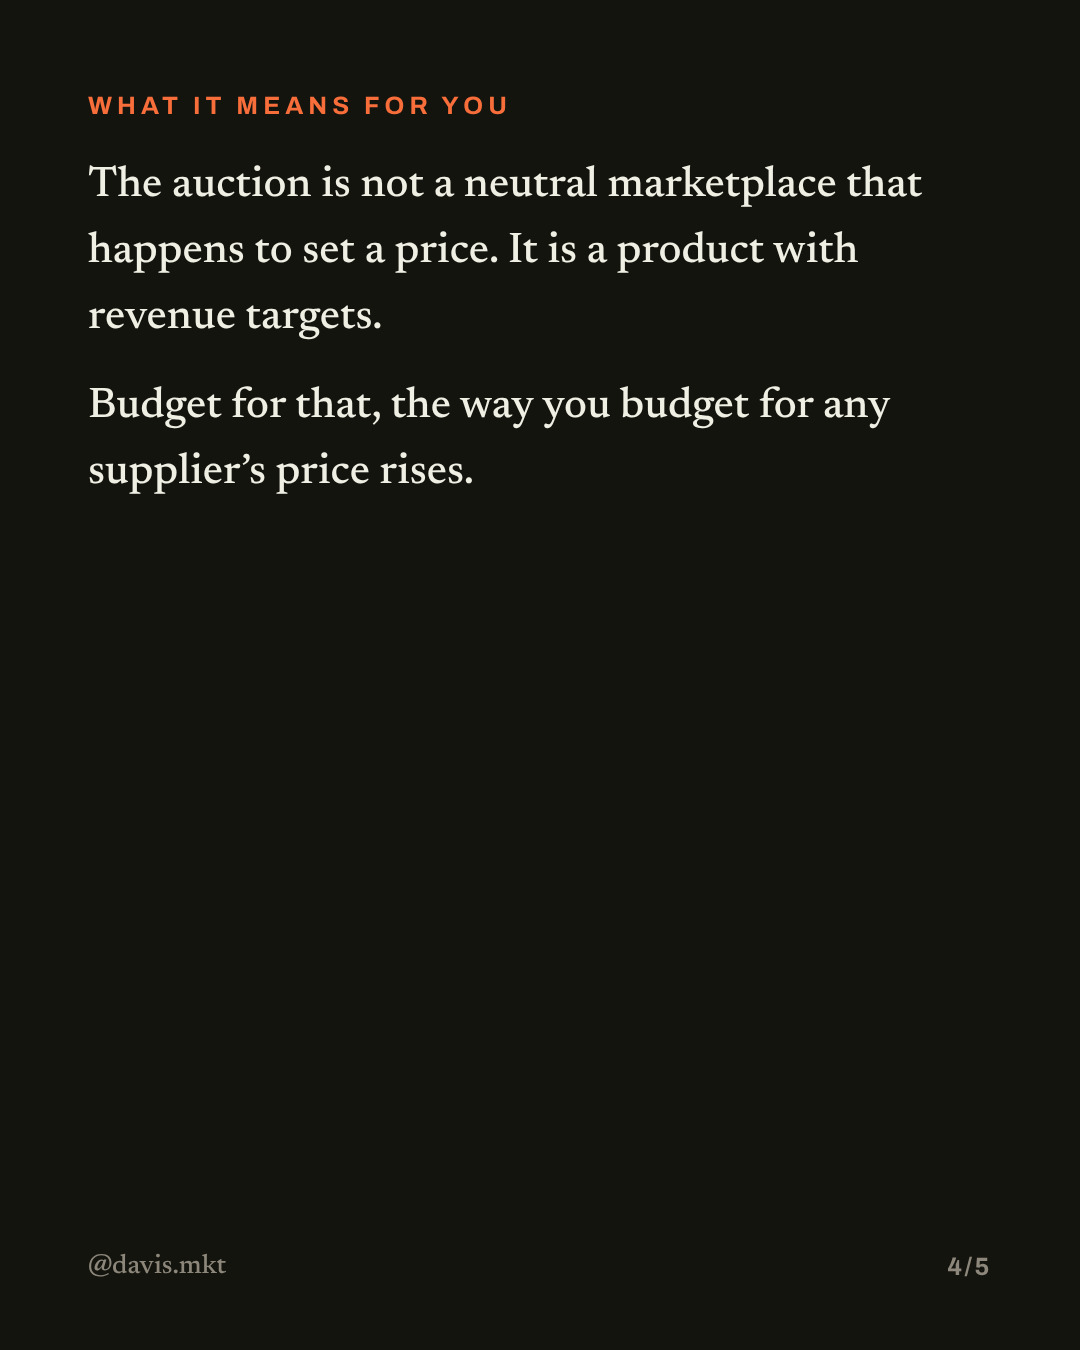 WHAT IT MEANS FOR YOU
The auction is not a neutral marketplace that
happens to set a price. It is a product with
revenue targets.
Budget for that, the way you budget for any
supplier’s price rises.
@davis.mkt
4/5